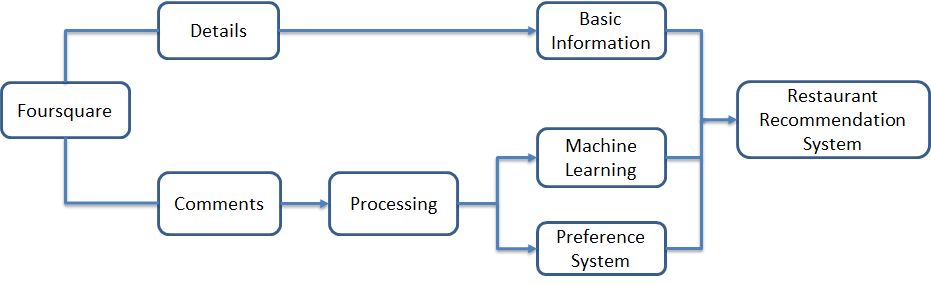 Details
Basic
Information
Foursquare
Restaurant
Recommendation
System
Machine
Learning
Comments
Processing
Preference
System